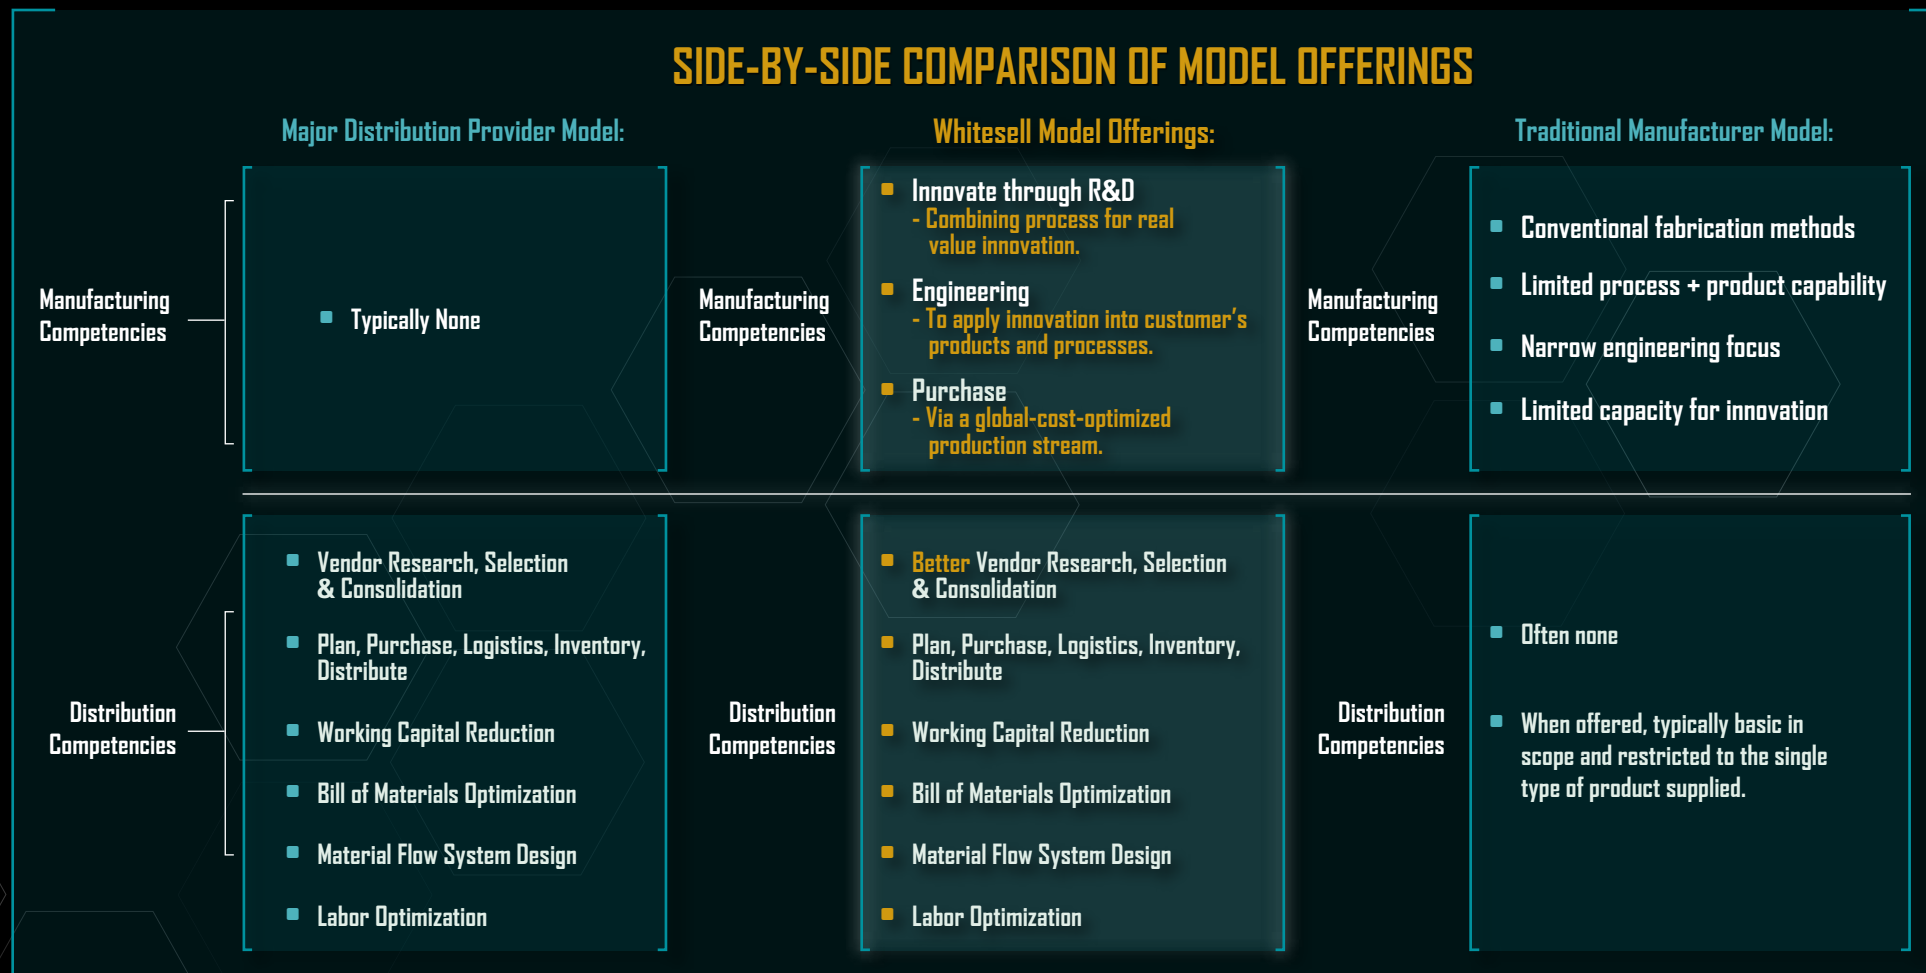 SIDE-BY-SIDE COMPARISON OF MODEL OFFERINGS
Major Distribution Provider Model:
Manufacturing
Competencies
Typically None
Distribution
Competencies
Vendor Research, Selection
& Consolidation
Plan, Purchase, Logistics, Inventory,
Distribute
Working Capital Reduction
Bill of Materials Optimization
Material Flow System Design
Labor Optimization
Whitesell Model Offerings:
Manufacturing
Competencies
Innovate through R&D
- Combining process for real
value innovation.
Engineering
- To apply innovation into customer's
products and processes.
Purchase
- Via a global-cost-optimized
production stream.
Distribution
Competencies
Better Vendor Research, Selection
& Consolidation
Plan, Purchase, Logistics, Inventory,
Distribute
Working Capital Reduction
Bill of Materials Optimization
Material Flow System Design
Labor Optimization
Traditional Manufacturer Model:
Manufacturing
Competencies
Conventional fabrication methods
Limited process + product capability
Narrow engineering focus
Limited capacity for innovation
Distribution
Competencies
Often none
When offered, typically basic in
scope and restricted to the single
type of product supplied.